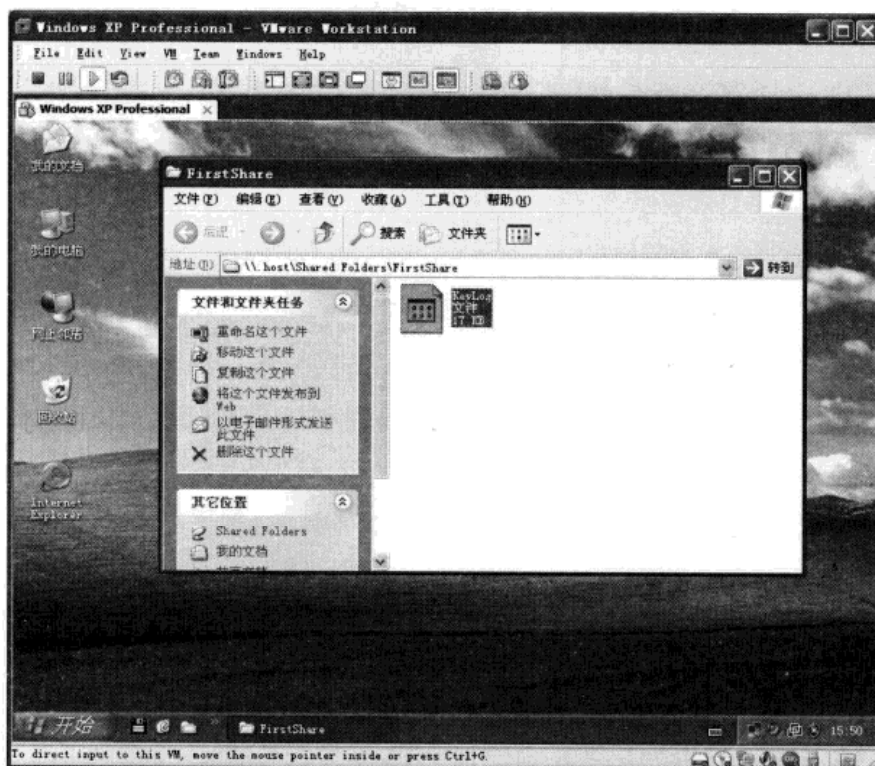 Windows XP Professional - VMware Workstation
File Edit View VM Team Windows Help
Windows XP Professional
我的文档
FirstShare
文件(F) 编辑(E) 查看(V) 收藏(A) 工具(T) 帮助(H)
后退 搜索 文件夹
我的电脑
地址(D) \\.host\Shared Folders\FirstShare 转到
文件和文件夹任务
KeyLog
文件
17 KB
重命名这个文件
移动这个文件
复制这个文件
将这个文件发布到
Web
以电子邮件形式发送
此文件
删除这个文件
网上邻居
回收站
其它位置
Shared Folders
我的文档
Internet
Explorer
开始 FirstShare 15:50
To direct input to this VM, move the mouse pointer inside or press Ctrl+G.